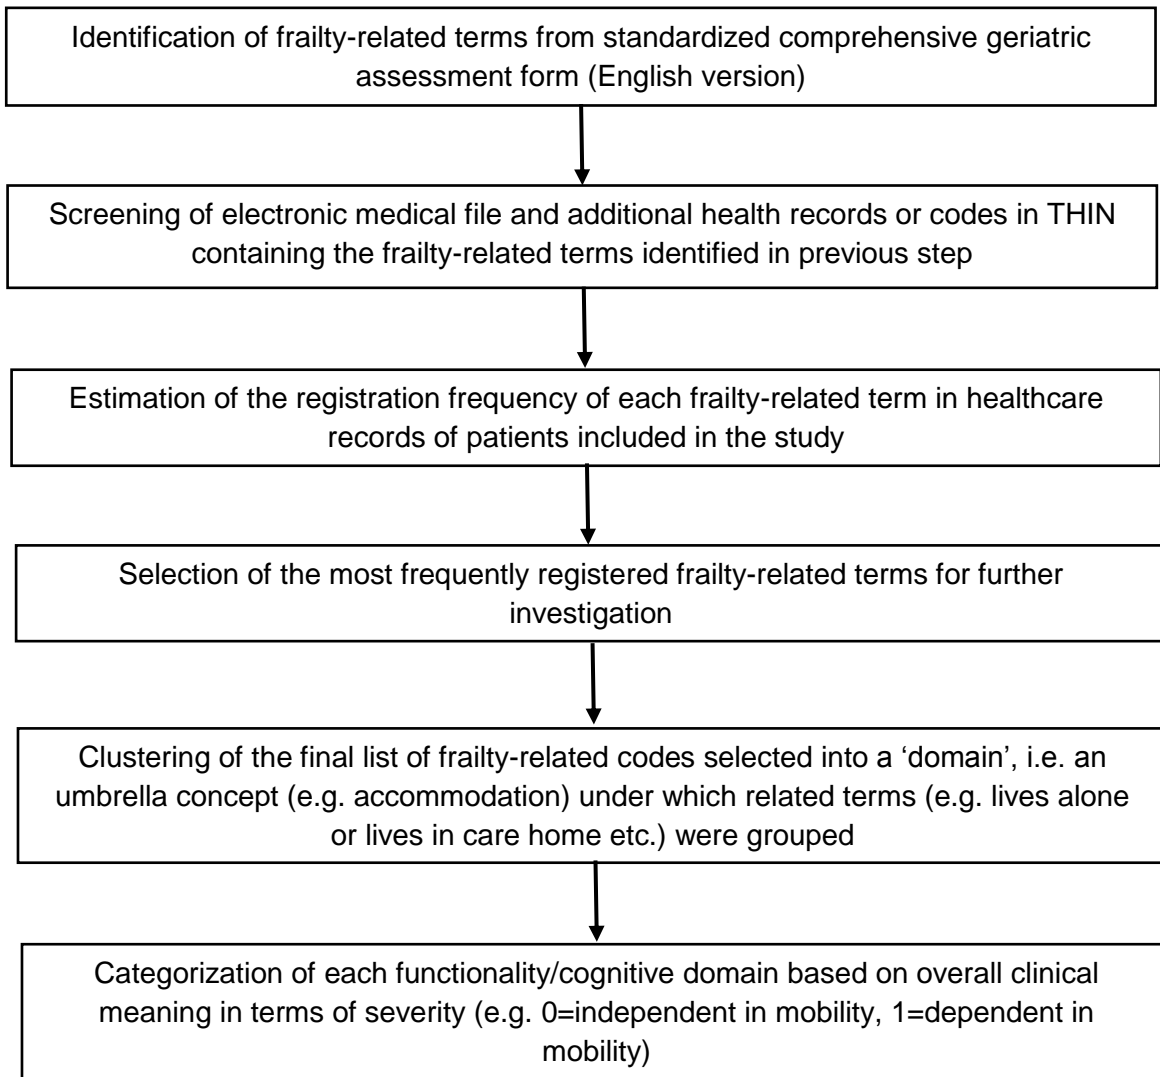 Identification of frailty-related terms from standardized comprehensive geriatric
assessment form (English version)
Screening of electronic medical file and additional health records or codes in THIN
containing the frailty-related terms identified in previous step
Estimation of the registration frequency of each frailty-related term in healthcare
records of patients included in the study
Selection of the most frequently registered frailty-related terms for further
investigation
Clustering of the final list of frailty-related codes selected into a ‘domain’, i.e. an
umbrella concept (e.g. accommodation) under which related terms (e.g. lives alone
or lives in care home etc.) were grouped
Categorization of each functionality/cognitive domain based on overall clinical
meaning in terms of severity (e.g. 0=independent in mobility, 1=dependent in
mobility)